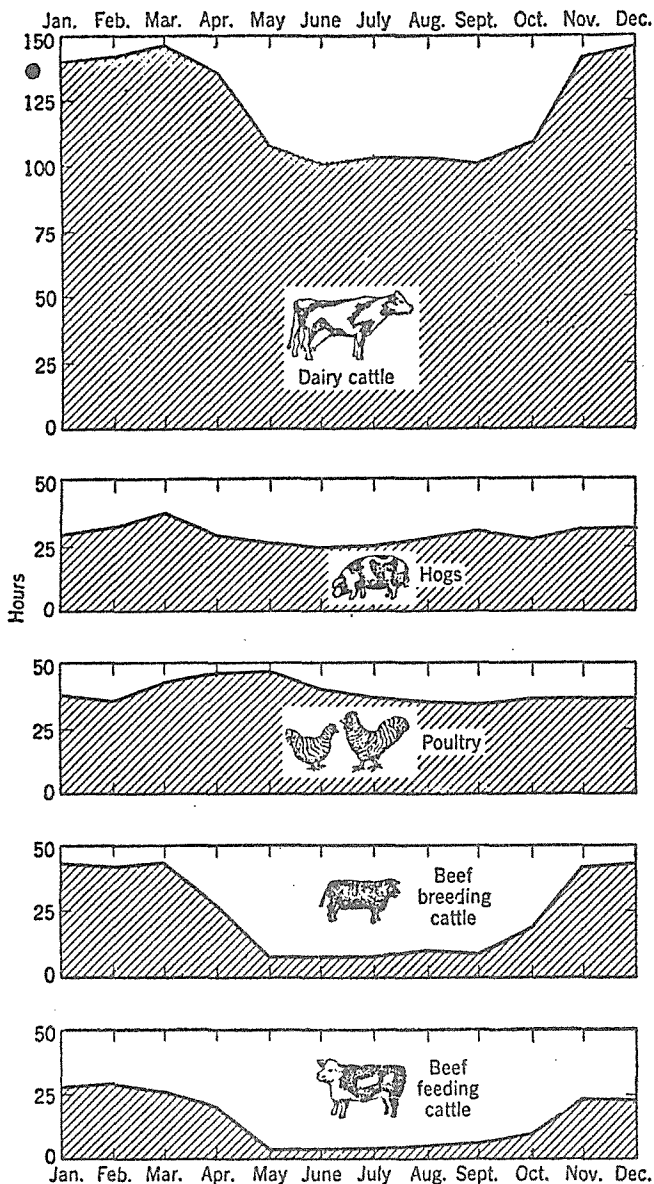 Jan. Feb. Mar. Apr. May June July Aug. Sept. Oct. Nov. Dec.
150
125
100
75
50
25
0
Dairy cattle
50
25
0
Hogs
Hours
50
25
0
Poultry
50
25
0
Beef
breeding
cattle
50
25
0
Beef
feeding
cattle
Jan. Feb. Mar. Apr. May June July Aug. Sept. Oct. Nov. Dec.